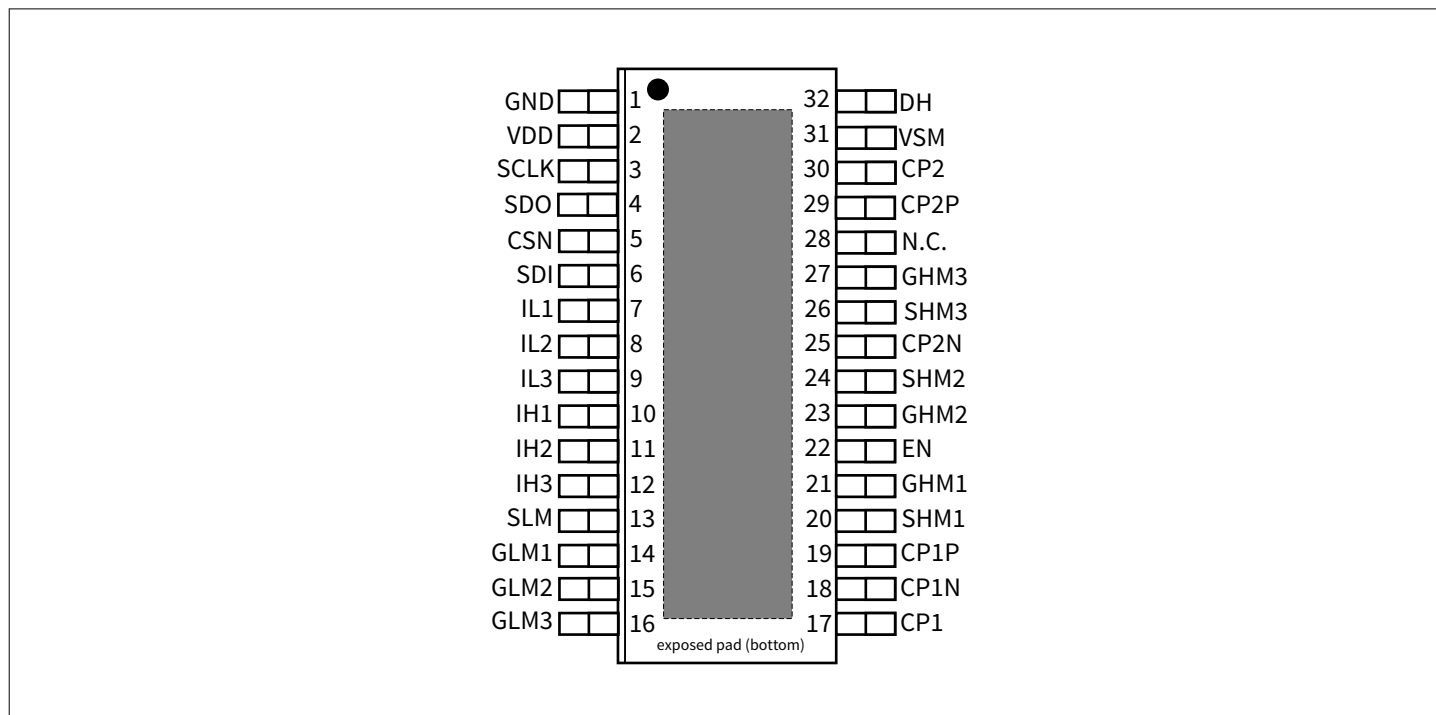 GND 1 32 DH
VDD 2 31 VSM
SCLK 3 30 CP2
SDO 4 29 CP2P
CSN 5 28 N.C.
SDI 6 27 GHM3
IL1 7 26 SHM3
IL2 8 25 CP2N
IL3 9 24 SHM2
IH1 10 23 GHM2
IH2 11 22 EN
IH3 12 21 GHM1
SLM 13 20 SHM1
GLM1 14 19 CP1P
GLM2 15 18 CP1N
GLM3 16 17 CP1
exposed pad (bottom)